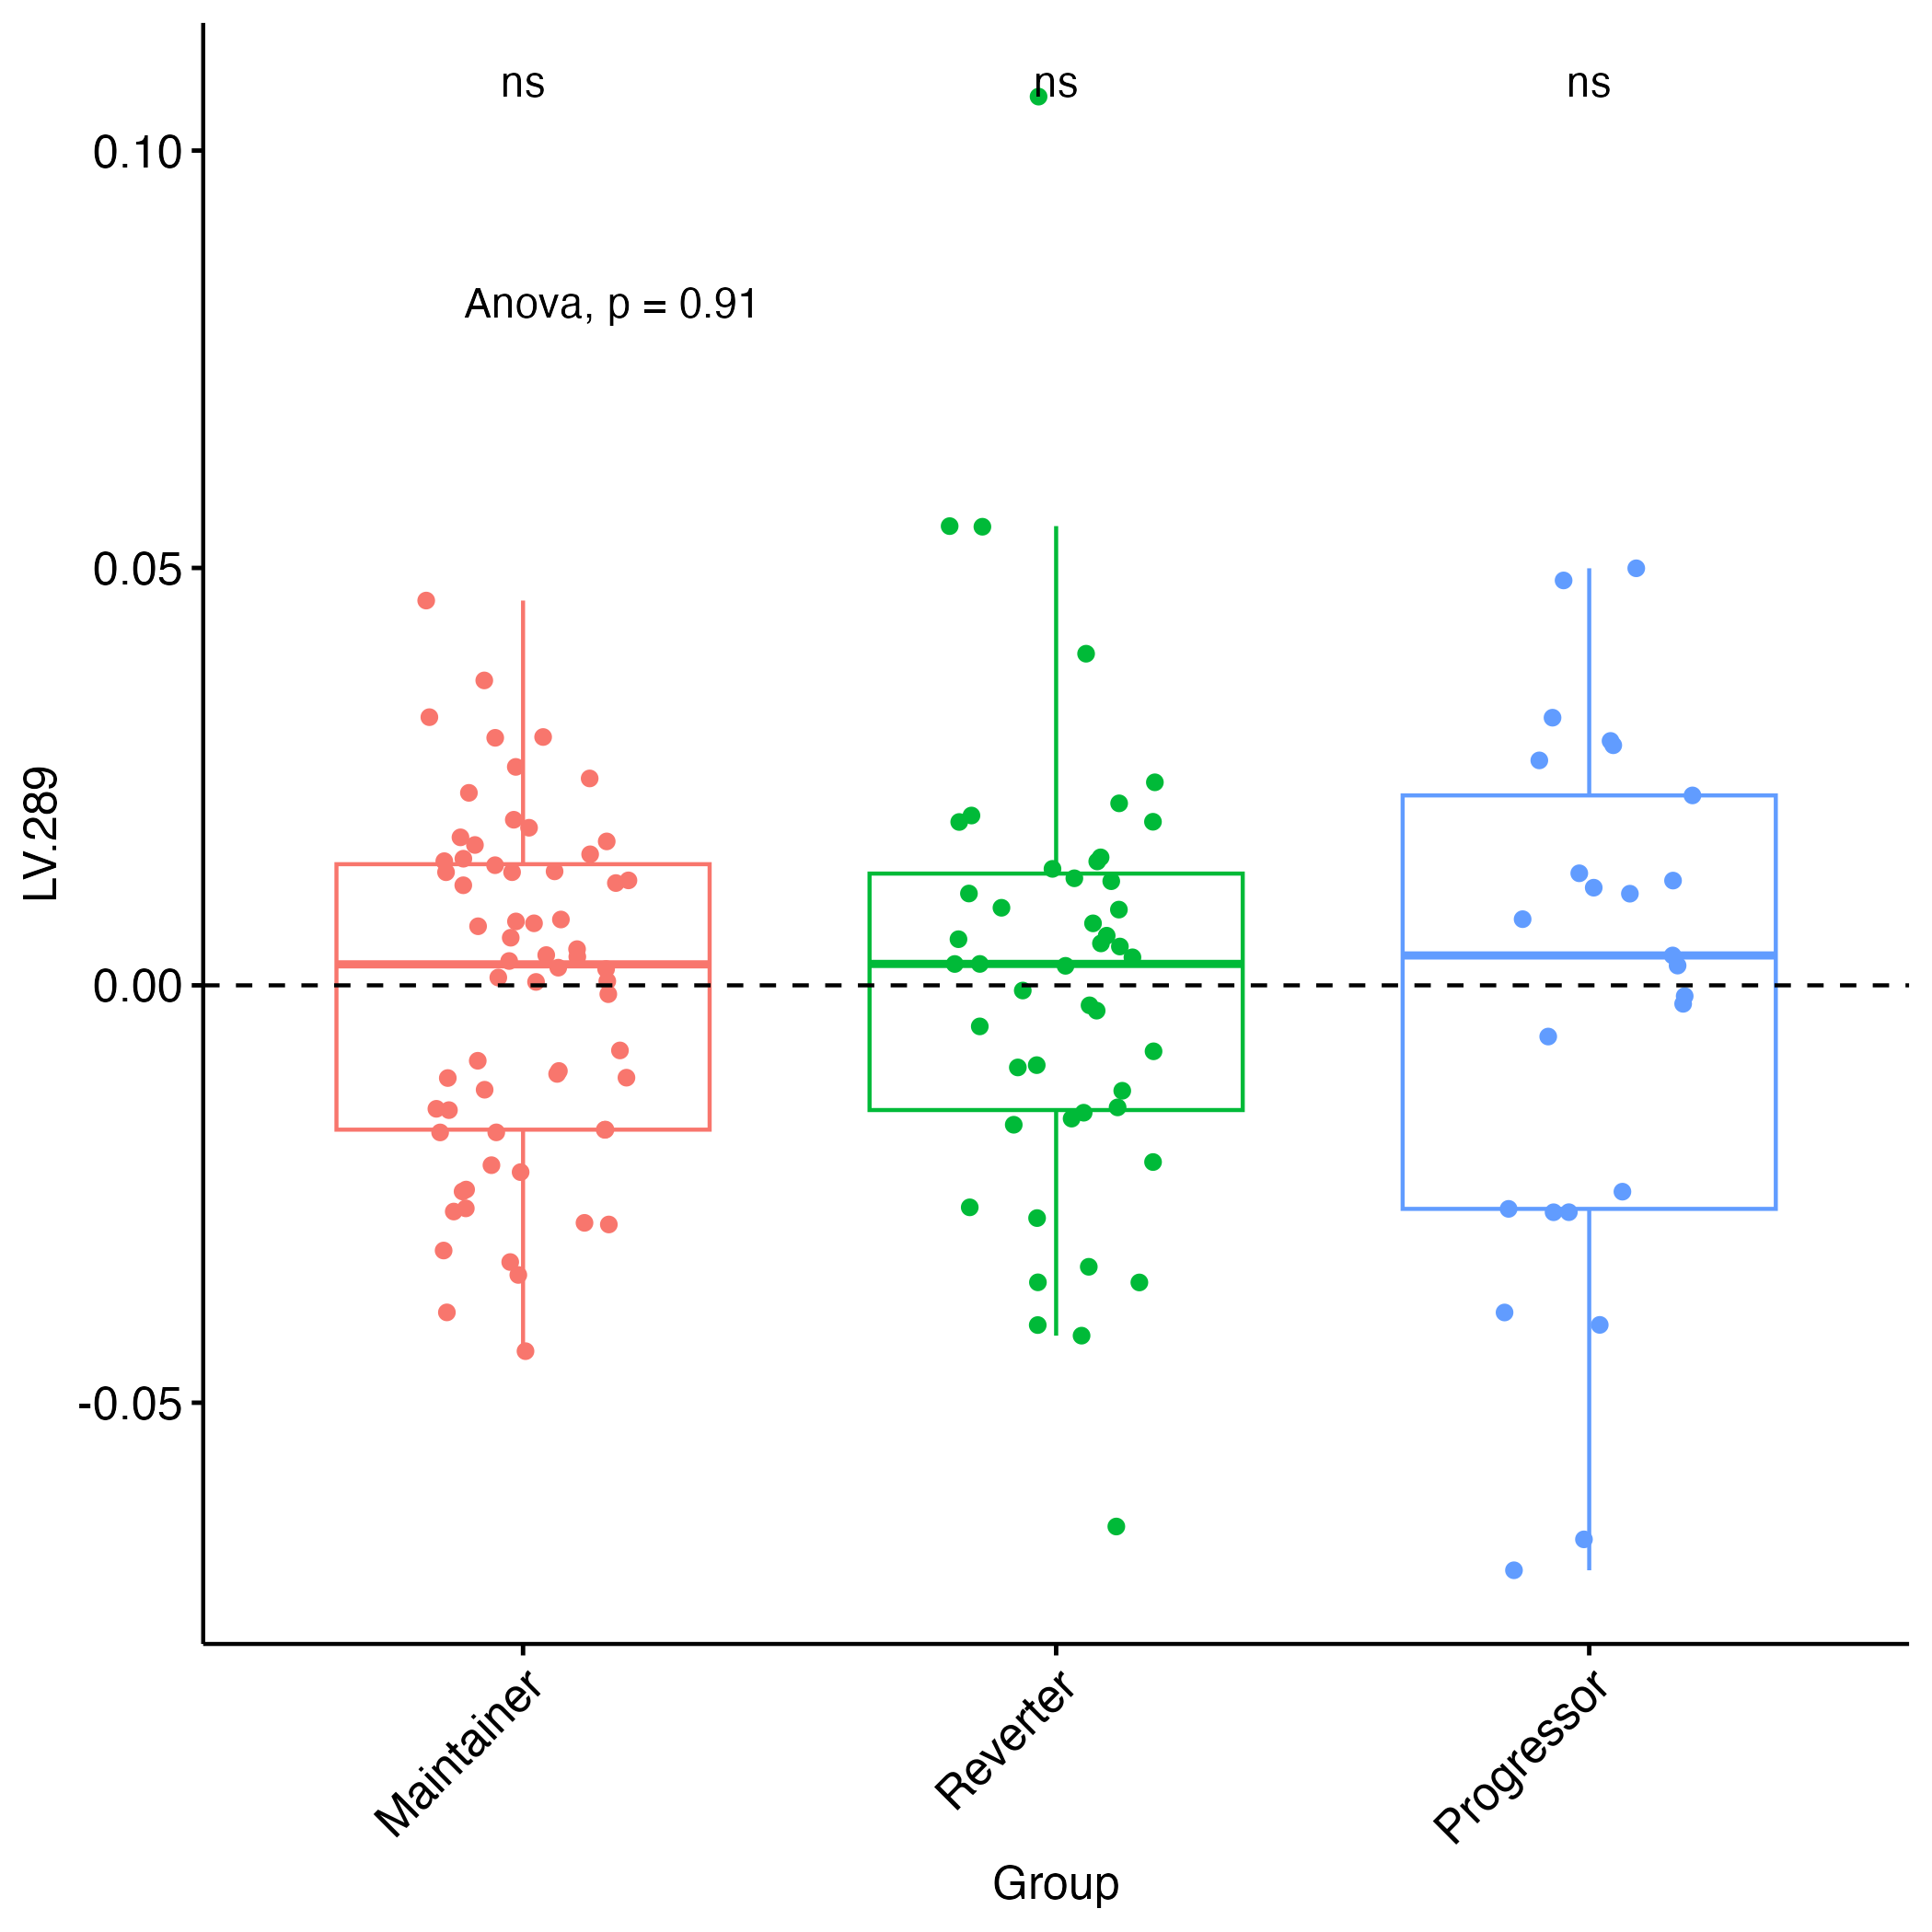 ns ns ns
0.10
Anova, p = 0.91
0.05
LV.289
0.00
-0.05
Maintainer Reverter Progressor
Group